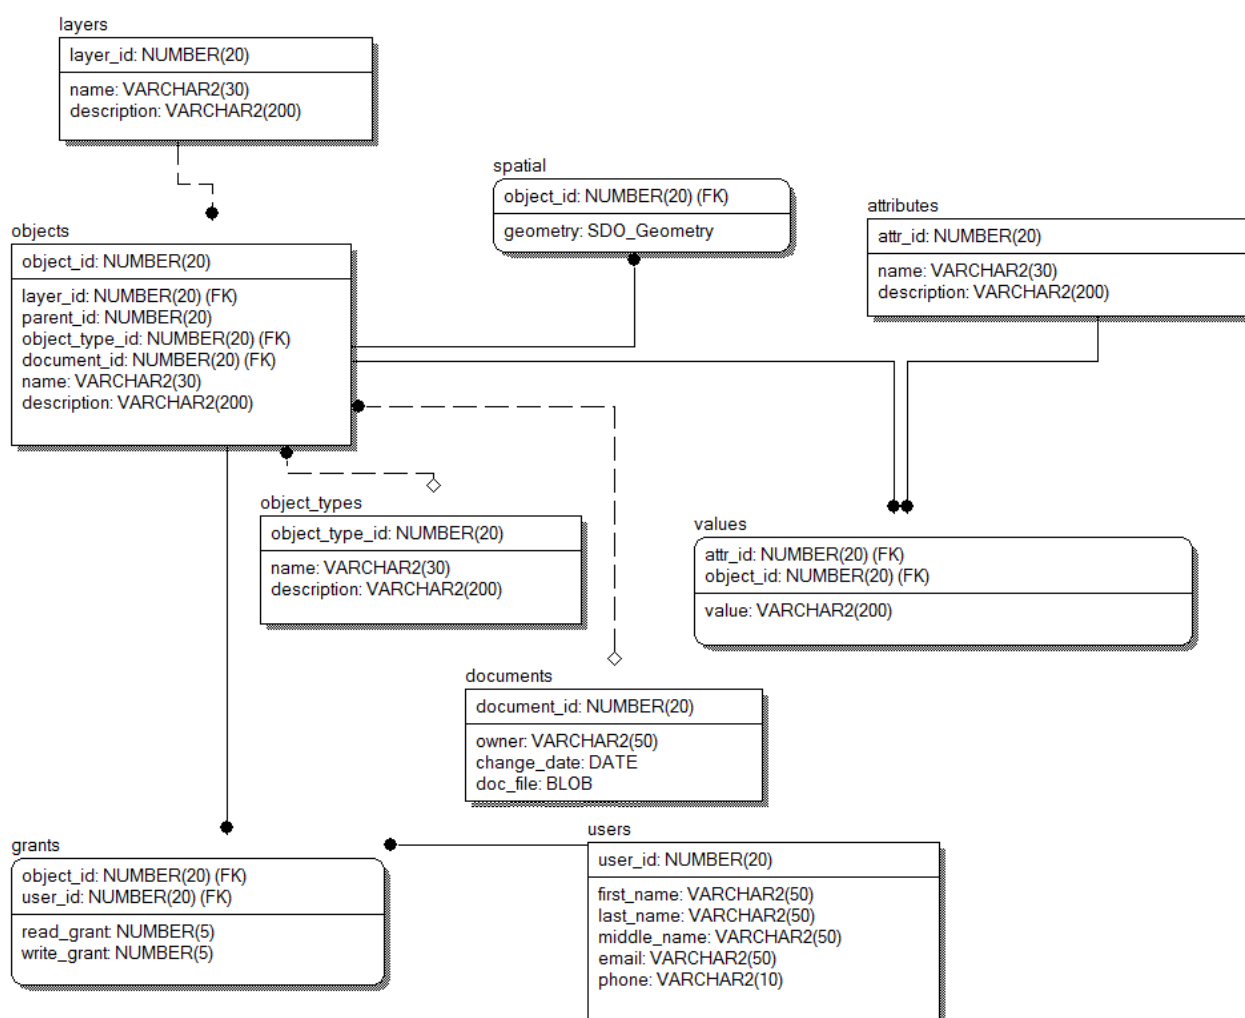 layers
layer_id: NUMBER(20)
name: VARCHAR2(30)
description: VARCHAR2(200)
spatial
object_id: NUMBER(20) (FK)
geometry: SDO_Geometry
attributes
attr_id: NUMBER(20)
name: VARCHAR2(30)
description: VARCHAR2(200)
objects
object_id: NUMBER(20)
layer_id: NUMBER(20) (FK)
parent_id: NUMBER(20)
object_type_id: NUMBER(20) (FK)
document_id: NUMBER(20) (FK)
name: VARCHAR2(30)
description: VARCHAR2(200)
object_types
object_type_id: NUMBER(20)
name: VARCHAR2(30)
description: VARCHAR2(200)
values
attr_id: NUMBER(20) (FK)
object_id: NUMBER(20) (FK)
value: VARCHAR2(200)
documents
document_id: NUMBER(20)
owner: VARCHAR2(50)
change_date: DATE
doc_file: BLOB
grants
object_id: NUMBER(20) (FK)
user_id: NUMBER(20) (FK)
read_grant: NUMBER(5)
write_grant: NUMBER(5)
users
user_id: NUMBER(20)
first_name: VARCHAR2(50)
last_name: VARCHAR2(50)
middle_name: VARCHAR2(50)
email: VARCHAR2(50)
phone: VARCHAR2(10)